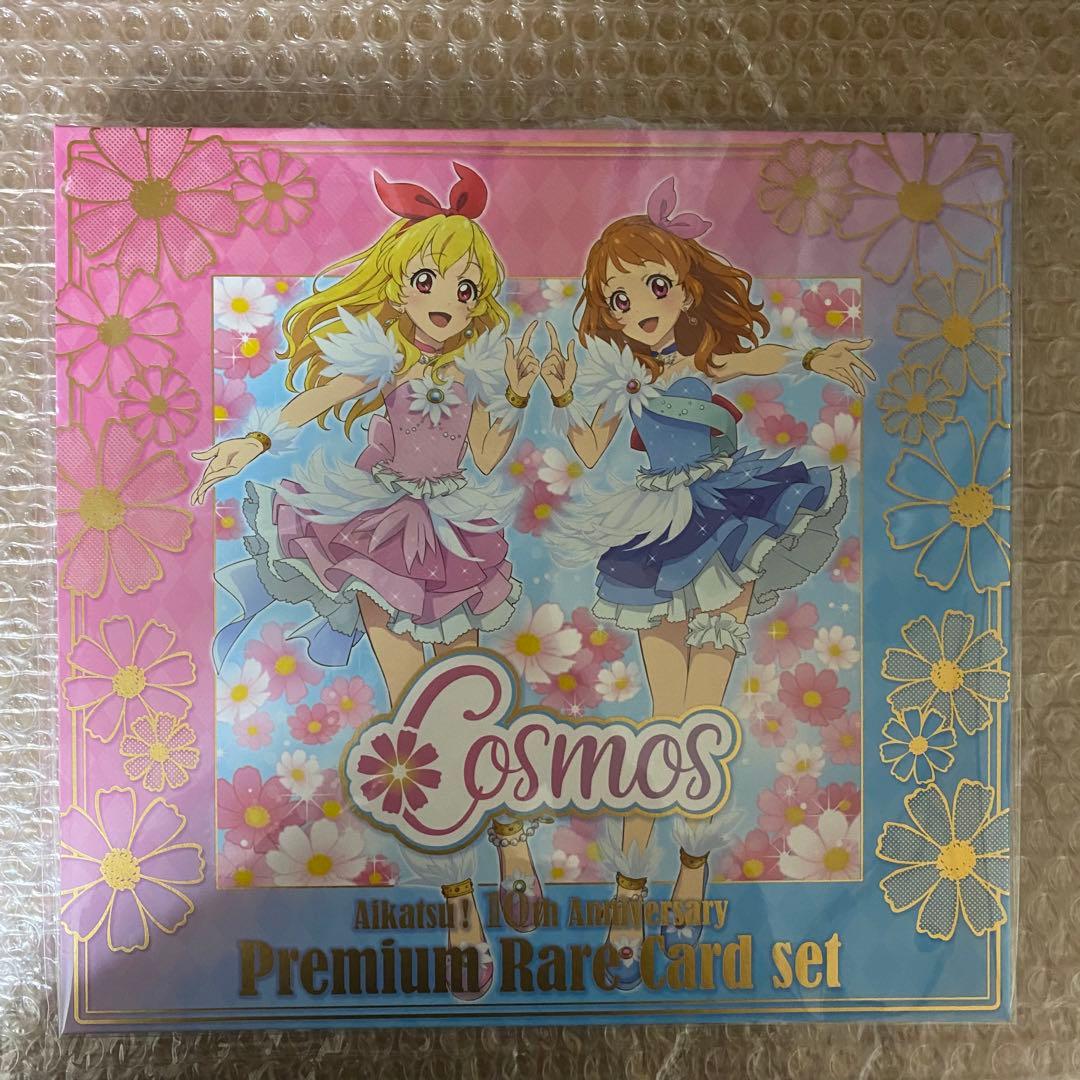 Cosmos
Aikatsu! 10th Anniversary
Premium Rare Card set